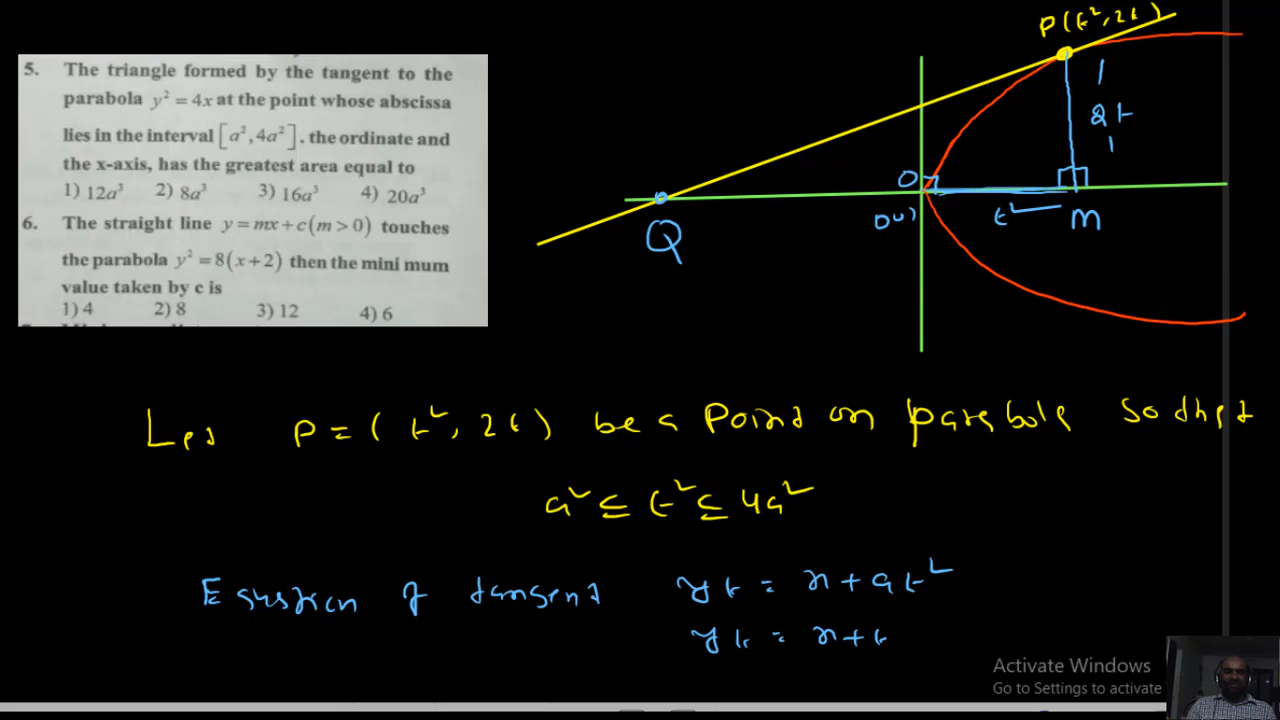 5. The triangle formed by the tangent to the
parabola y² = 4x at the point whose abscissa
lies in the interval [a², 4a²]. the ordinate and
the x-axis, has the greatest area equal to
1) 12a³ 2) 8a³ 3) 16a³ 4) 20a³
6. The straight line y = mx + c (m > 0) touches
the parabola y² = 8(x+2) then the mini mum
value taken by c is
1) 4 2) 8 3) 12 4) 6
P(t², 2t)
2t
O
t²
M
Q
Let P = (t², 2t) be a point on parabola so that
a² ≤ t² ≤ 4a²
Equation of tangent yt = x + at²
yt = x + t
Activate Windows
Go to Settings to activate